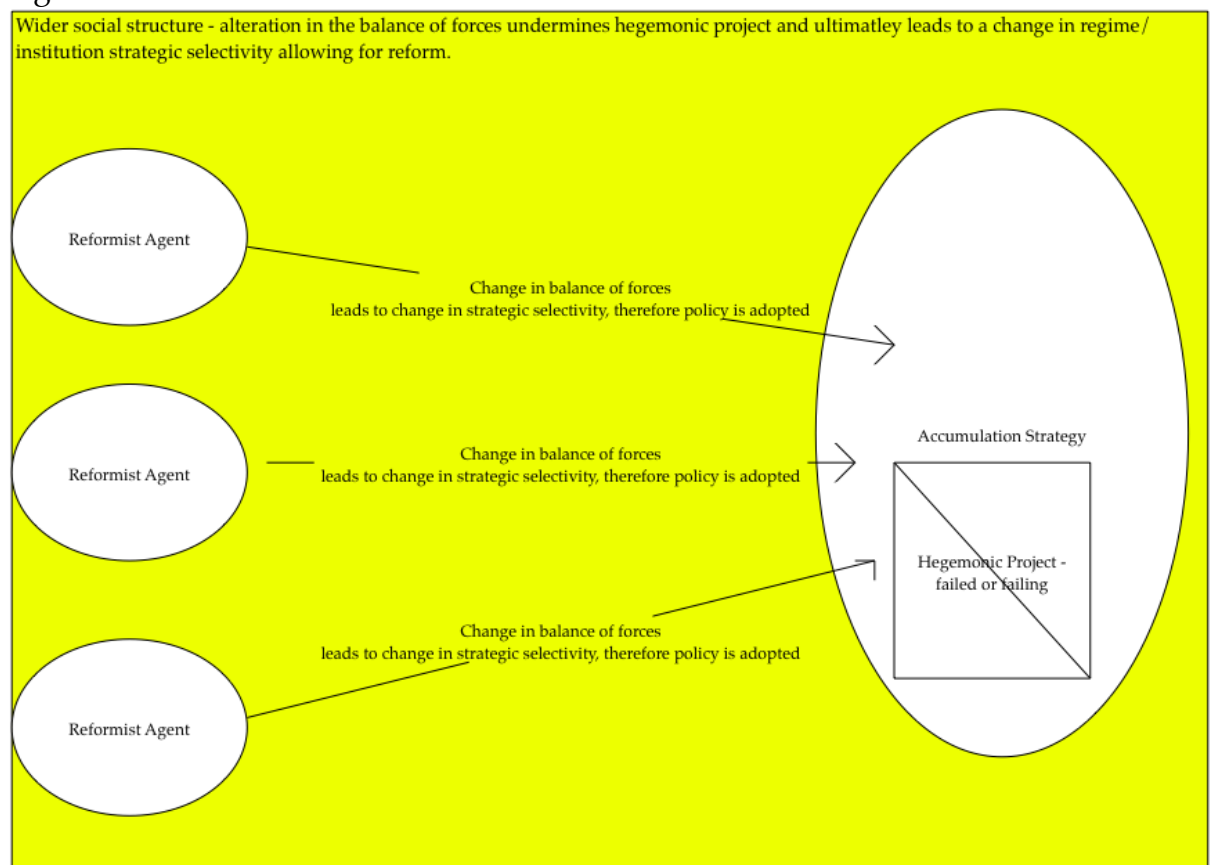 Wider social structure - alteration in the balance of forces undermines hegemonic project and ultimatley leads to a change in regime/
institution strategic selectivity allowing for reform.
Reformist Agent
Change in balance of forces
leads to change in strategic selectivity, therefore policy is adopted
Accumulation Strategy
Reformist Agent
Change in balance of forces
leads to change in strategic selectivity, therefore policy is adopted
Hegemonic Project -
failed or failing
Change in balance of forces
leads to change in strategic selectivity, therefore policy is adopted
Reformist Agent